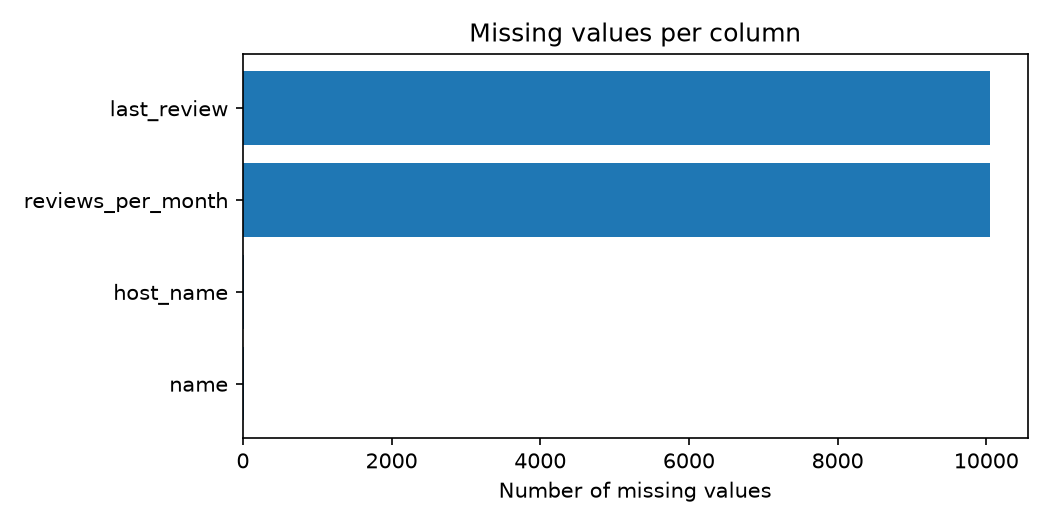 Missing values per column
last_review
reviews_per_month
host_name
name
0 2000 4000 6000 8000 10000
Number of missing values